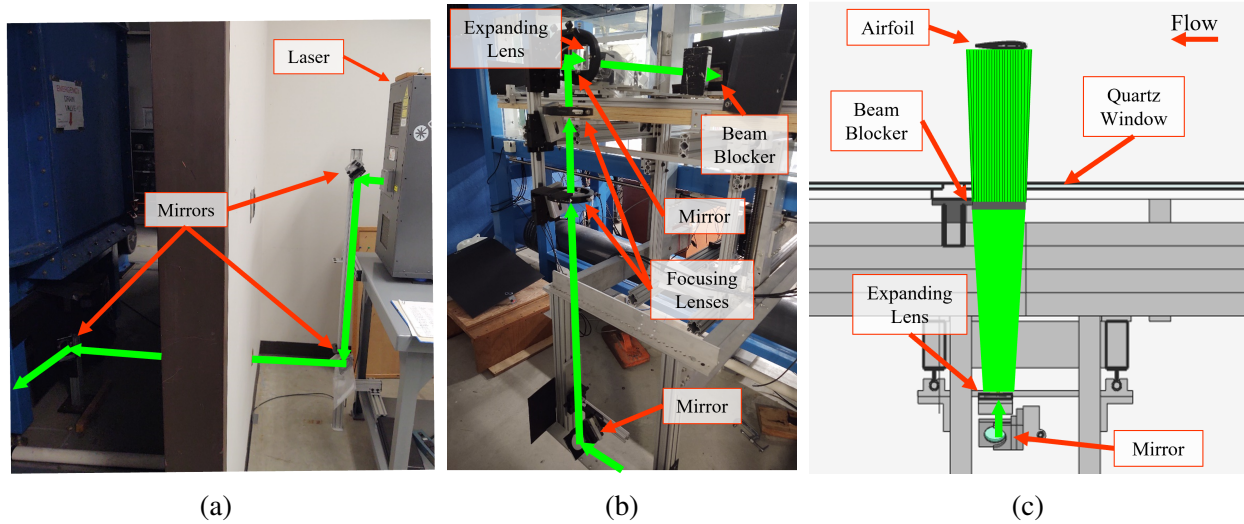 Laser
Mirrors
(a)
Expanding
Lens
Beam
Blocker
Mirror
Focusing
Lenses
Mirror
(b)
Airfoil
Flow
Beam
Blocker
Quartz
Window
Expanding
Lens
Mirror
(c)